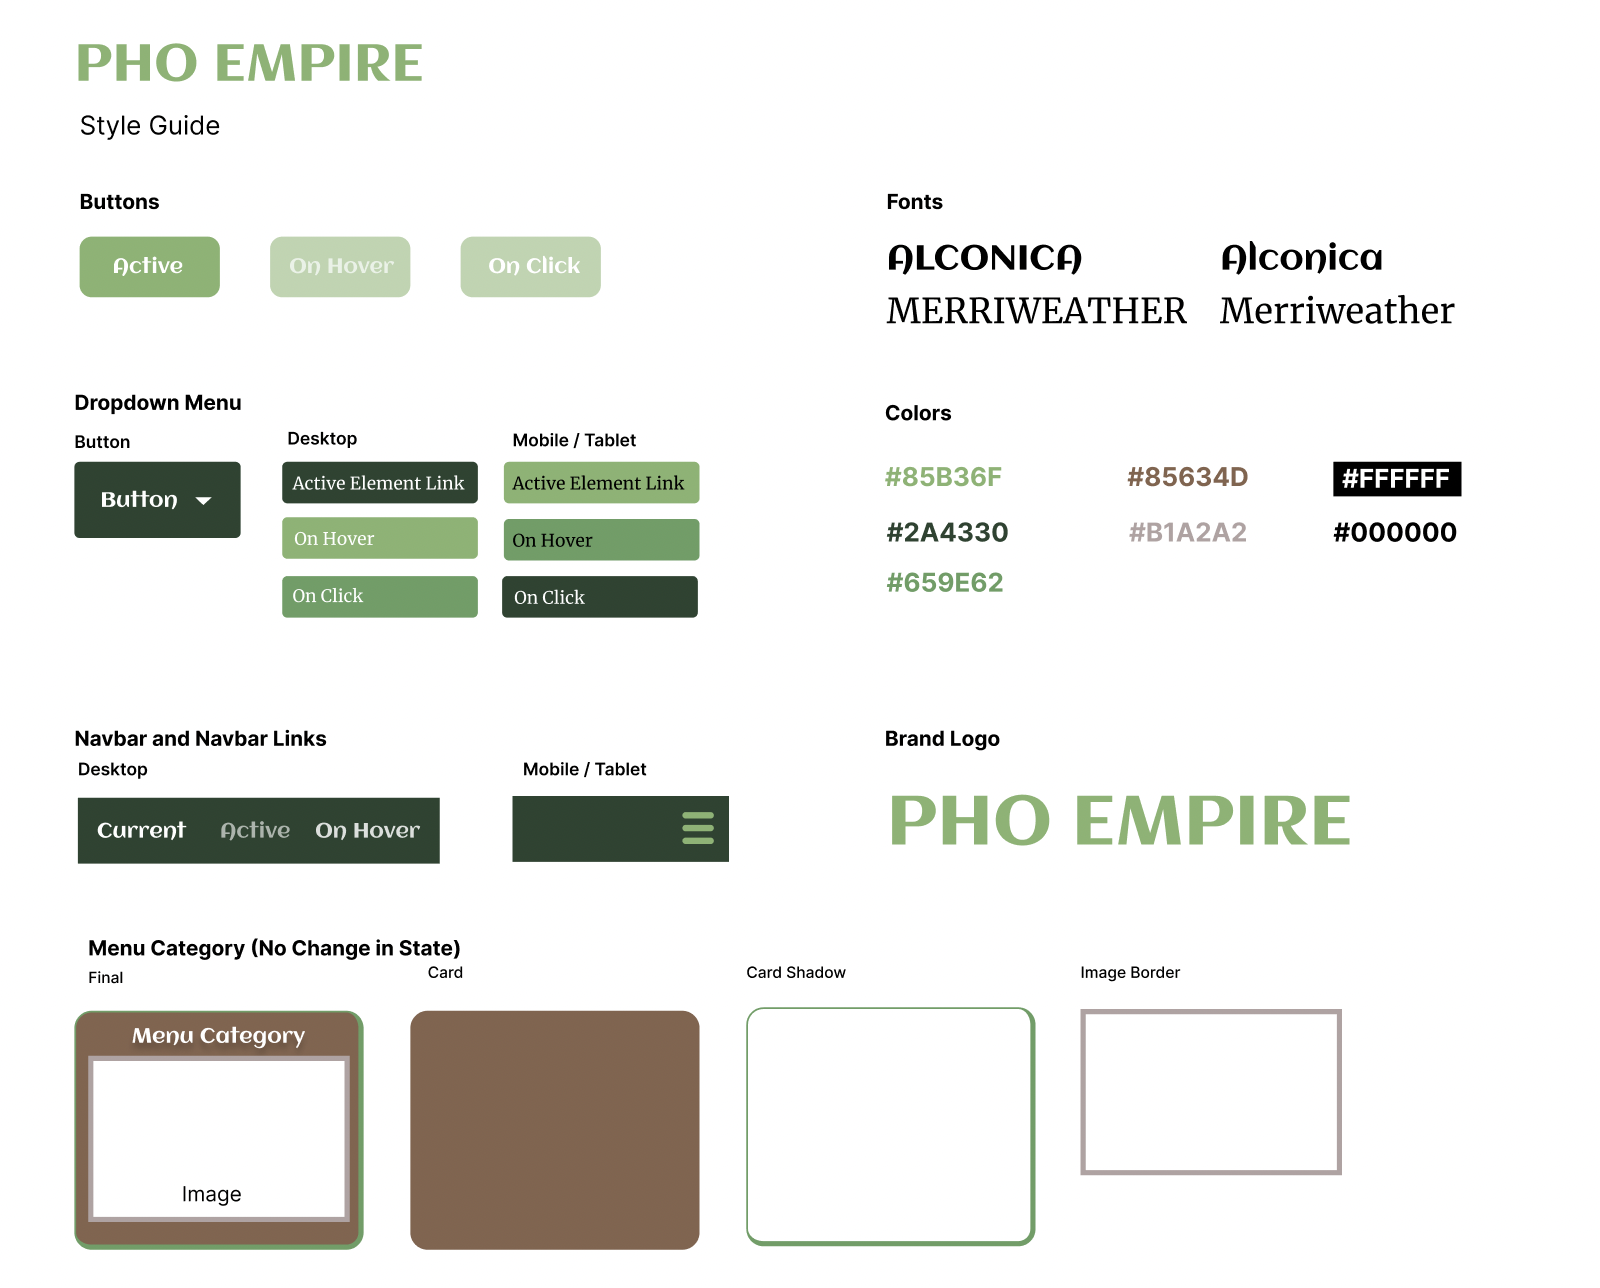 PHO EMPIRE
Style Guide
Buttons
Active
On Hover
On Click
Fonts
ALCONICA
Alconica
MERRIWEATHER
Merriweather
Dropdown Menu
Button
Desktop
Mobile / Tablet
Button
Active Element Link
Active Element Link
On Hover
On Hover
On Click
On Click
Colors
#85B36F
#85634D
#FFFFFF
#2A4330
#B1A2A2
#000000
#659E62
Navbar and Navbar Links
Desktop
Mobile / Tablet
Current
Active
On Hover
Brand Logo
PHO EMPIRE
Menu Category (No Change in State)
Final
Card
Card Shadow
Image Border
Menu Category
Image